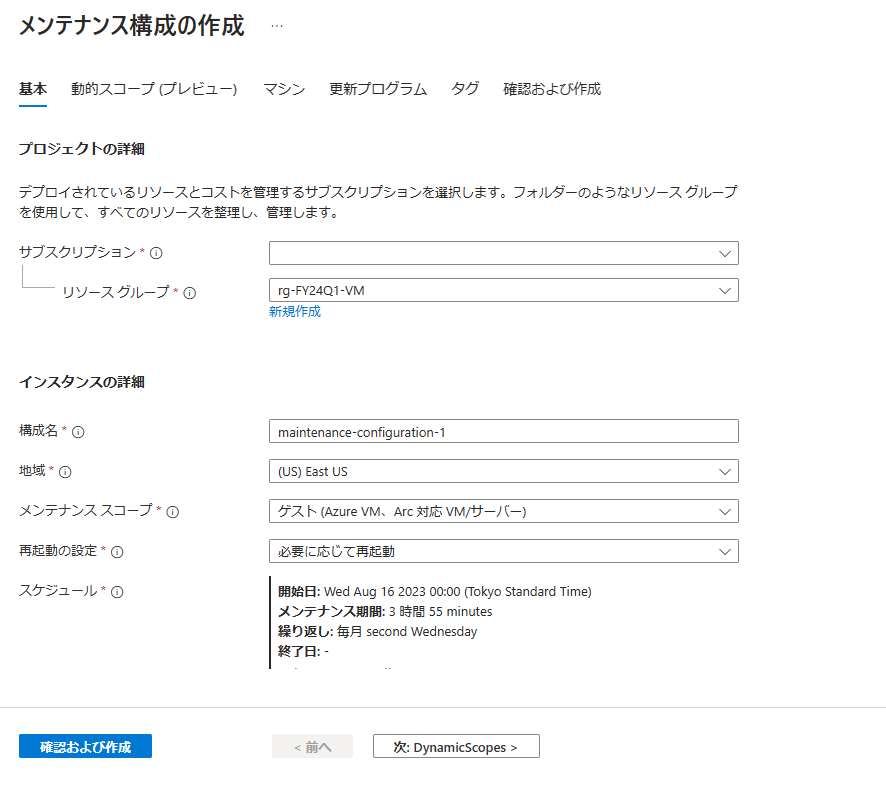 メンテナンス構成の作成 …
基本 動的スコープ (プレビュー) マシン 更新プログラム タグ 確認および作成
プロジェクトの詳細
デプロイされているリソースとコストを管理するサブスクリプションを選択します。フォルダーのようなリソース グループ
を使用して、すべてのリソースを整理し、管理します。
サブスクリプション *
リソース グループ * rg-FY24Q1-VM
新規作成
インスタンスの詳細
構成名 * maintenance-configuration-1
地域 * (US) East US
メンテナンス スコープ * ゲスト (Azure VM、Arc 対応 VM/サーバー)
再起動の設定 * 必要に応じて再起動
スケジュール * 開始日: Wed Aug 16 2023 00:00 (Tokyo Standard Time)
メンテナンス期間: 3 時間 55 minutes
繰り返し: 毎月 second Wednesday
終了日: -
確認および作成 < 前へ 次: DynamicScopes >